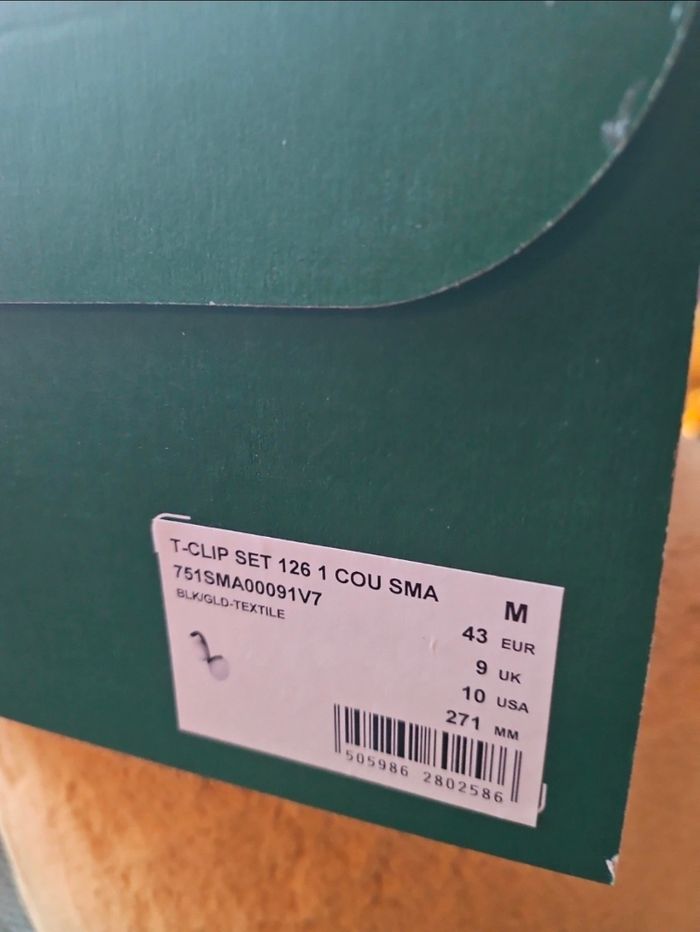 T-CLIP SET 126 1 COU SMA
751SMA00091V7
BLK/GLD-TEXTILE
M
43 EUR
9 UK
10 USA
271 MM
505986 2802586